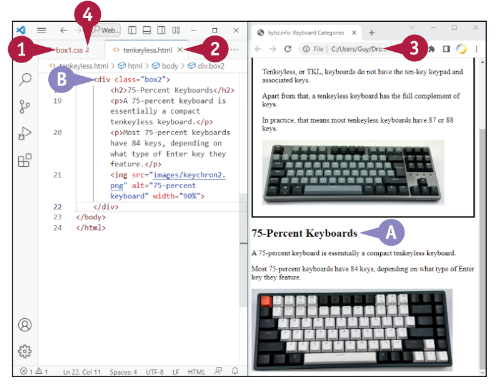 4
Web...
kybz.info: Keyboard Categories
1
box1.css 2
tenkeyless.html
2
File
C:/Users/Guy/Dro...
3
tenkeyless.html > html > body > div.box2
B
<div class="box2">
<h2>75-Percent Keyboards</h2>
19
<p>A 75-percent keyboard is
essentially a compact
tenkeyless keyboard.</p>
20
<p>Most 75-percent keyboards
have 84 keys, depending on
what type of Enter key they
feature.</p>
21
<img src="images/keychron2.
png" alt="75-percent
keyboard" width="90%">
22
</div>
23
</body>
24
</html>
1
1
Ln 22, Col 11
Spaces: 4
UTF-8
LF
HTML
Tenkeyless, or TKL, keyboards do not have the ten-key keypad and
associated keys.
Apart from that, a tenkeyless keyboard has the full complement of
keys.
In practice, that means most tenkeyless keyboards have 87 or 88
keys.
75-Percent Keyboards
A
A 75-percent keyboard is essentially a compact tenkeyless keyboard.
Most 75-percent keyboards have 84 keys, depending on what type of Enter
key they feature.